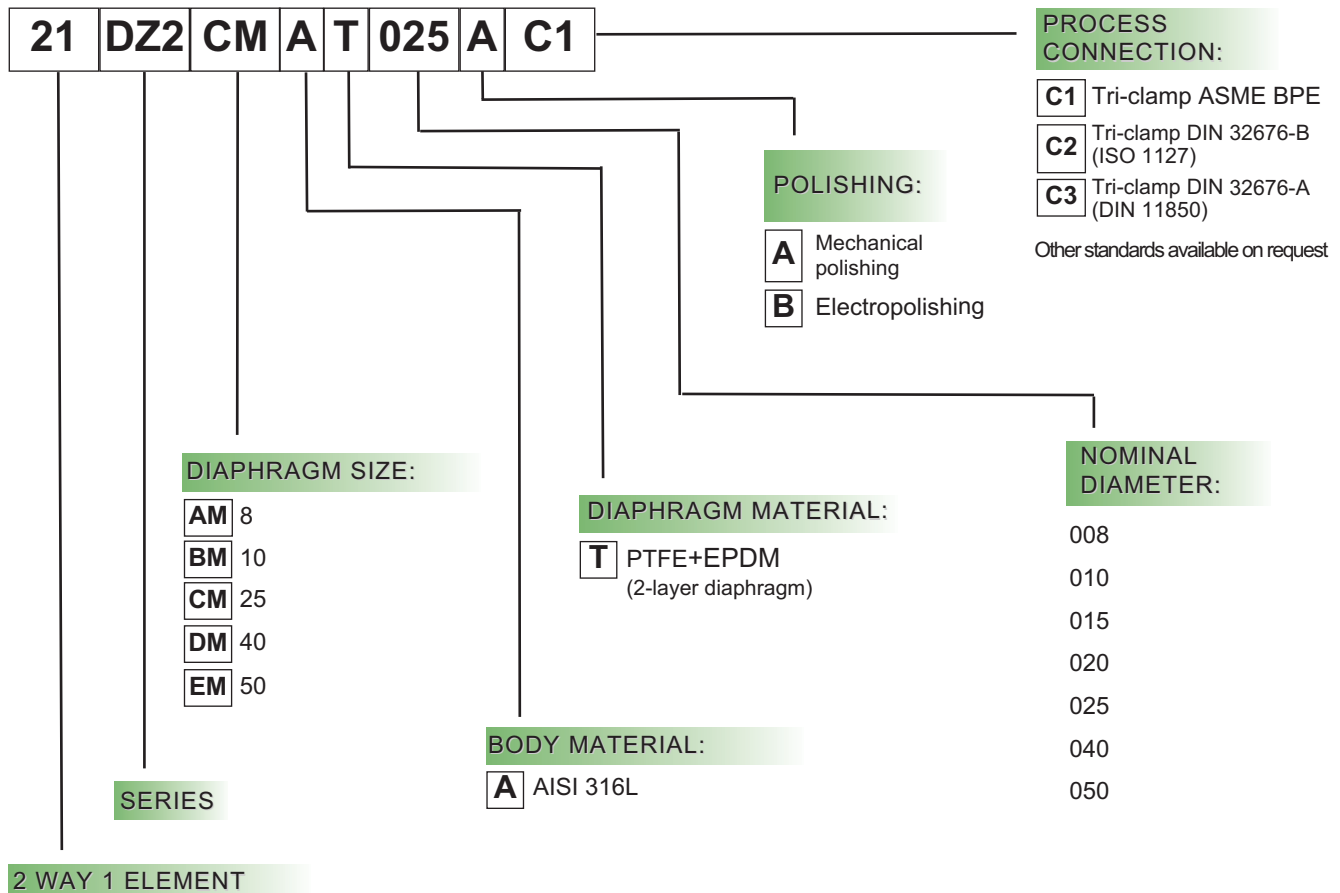 21 DZ2 CM A T 025 A C1
PROCESS
CONNECTION:
C1 Tri-clamp ASME BPE
C2 Tri-clamp DIN 32676-B
(ISO 1127)
C3 Tri-clamp DIN 32676-A
(DIN 11850)
Other standards available on request
POLISHING:
A Mechanical
polishing
B Electropolishing
NOMINAL
DIAMETER:
008
010
015
020
025
040
050
DIAPHRAGM MATERIAL:
T PTFE+EPDM
(2-layer diaphragm)
DIAPHRAGM SIZE:
AM 8
BM 10
CM 25
DM 40
EM 50
BODY MATERIAL:
A AISI 316L
SERIES
2 WAY 1 ELEMENT